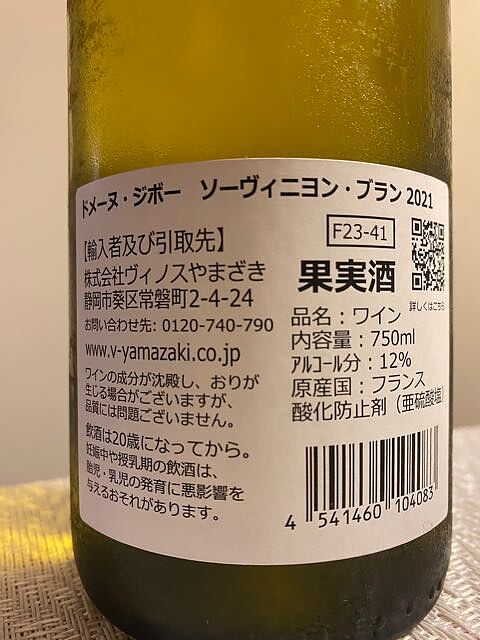 ドメーヌ・ジボー ソーヴィニヨン・ブラン 2021
【輸入者及び引取先】
株式会社ヴィノスやまざき
静岡市葵区常磐町2-4-24
お問い合わせ先: 0120-740-790
www.v-yamazaki.co.jp
ワインの成分が沈殿し、おりが
生じる場合がございますが、
品質には問題ございません。
飲酒は20歳になってから。
妊娠中や授乳期の飲酒は、
胎児・乳児の発育に悪影響を
与えるおそれがあります。
F23-41
詳しくはこちら
果実酒
品名：ワイン
内容量：750ml
アルコール分：12%
原産国：フランス
酸化防止剤（亜硫酸塩）
4 541460 104083